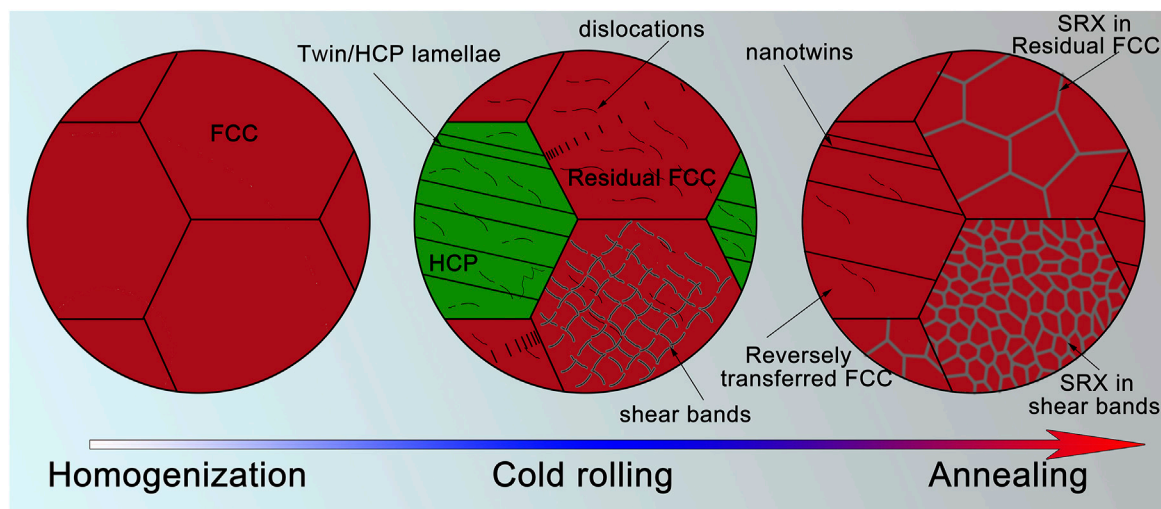 FCC
Twin/HCP lamellae
dislocations
Residual FCC
HCP
shear bands
nanotwins
SRX in
Residual FCC
Reversely
transferred FCC
SRX in
shear bands
Homogenization
Cold rolling
Annealing